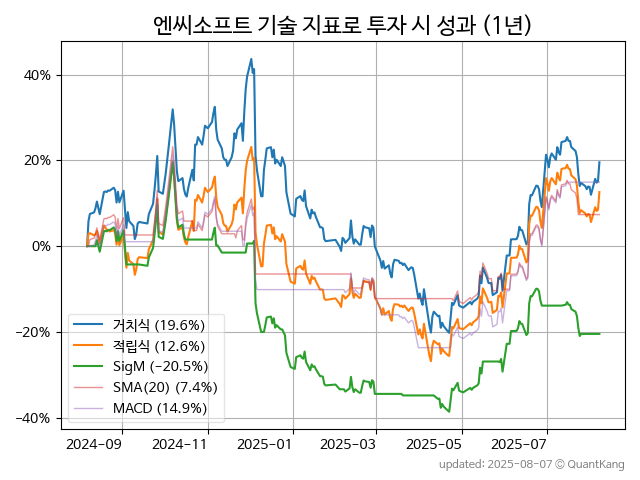 엔씨소프트 기술 지표로 투자 시 성과 (1년)
40%
20%
0%
−20%
−40%
거치식 (19.6%)
적립식 (12.6%)
SigM (−20.5%)
SMA(20) (7.4%)
MACD (14.9%)
2024-09
2024-11
2025-01
2025-03
2025-05
2025-07
updated: 2025-08-07 © QuantKang